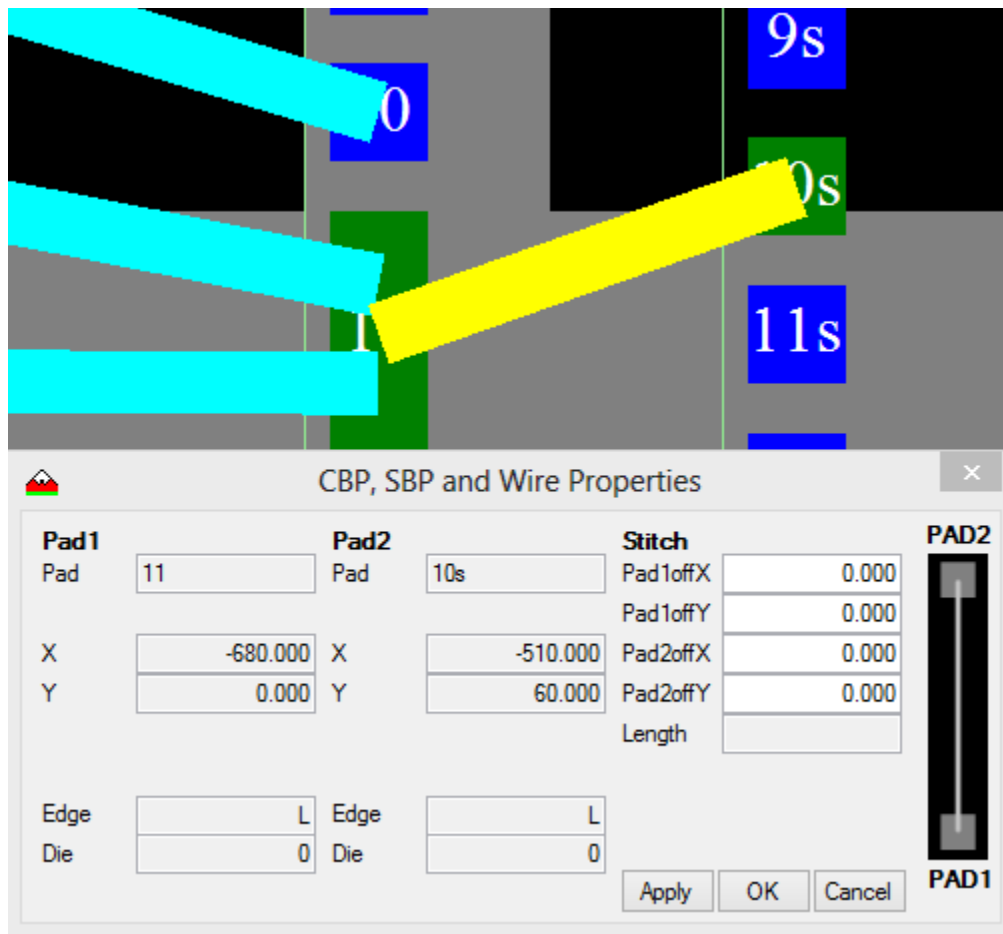 9s
0
0s
1
11s
CBP, SBP and Wire Properties
Pad1 Pad2 Stitch PAD2
Pad 11 Pad 10s Pad1offX 0.000
Pad1offY 0.000
X -680.000 X -510.000 Pad2offX 0.000
Y 0.000 Y 60.000 Pad2offY 0.000
Length
Edge L Edge L
Die 0 Die 0
Apply OK Cancel PAD1